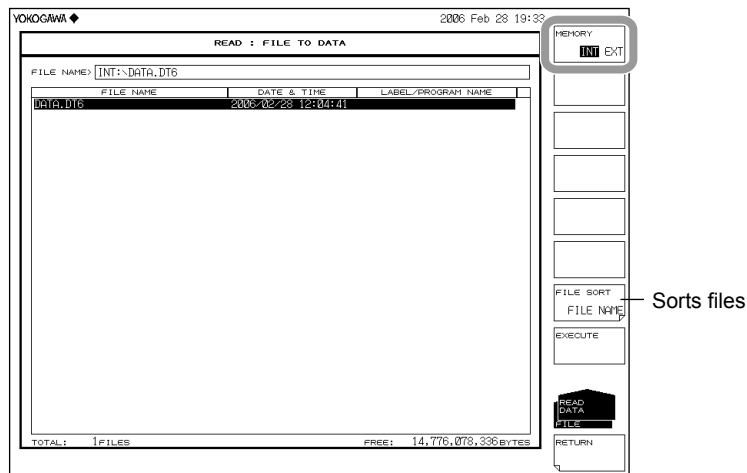 YOKOGAWA ◆ 2006 Feb 28 19:33
READ : FILE TO DATA
MEMORY
INT EXT
FILE NAME> INT:\DATA.DT6
FILE NAME DATE & TIME LABEL/PROGRAM NAME
DATA.DT6 2006/02/28 12:04:41
FILE SORT
FILE NAME
Sorts files
EXECUTE
READ
DATA
FILE
TOTAL: 1FILES FREE: 14,776,078,336BYTES
RETURN